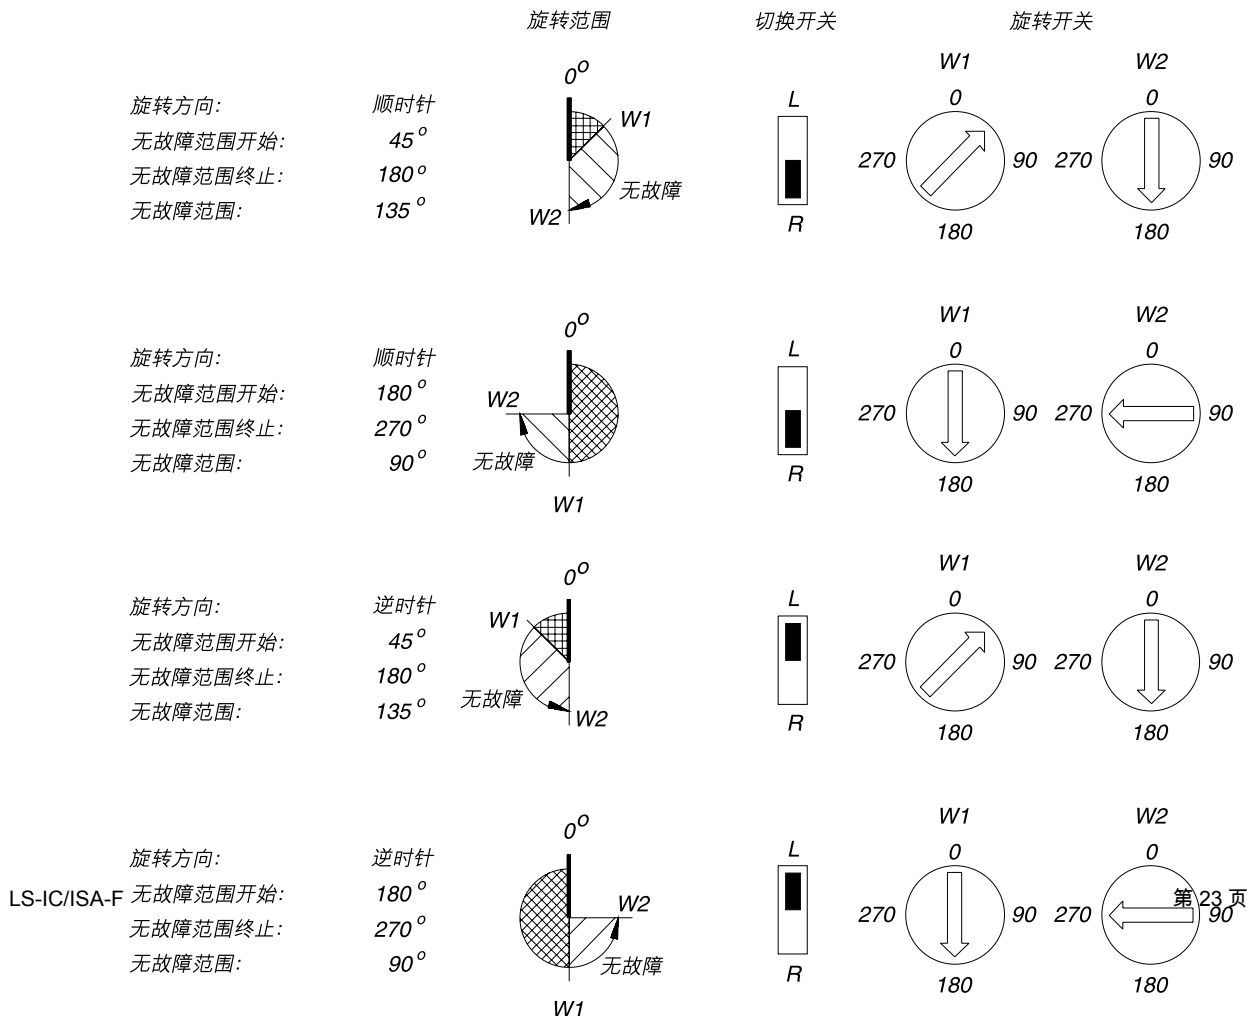 旋转范围 切换开关 旋转开关
W1 W2
0°
旋转方向: 顺时针 L 0 0
无故障范围开始: 45° W1
无故障范围终止: 180° 270 90 270 90
无故障范围: 135° 无故障
W2 R 180 180
W1 W2
0°
旋转方向: 顺时针 L 0 0
无故障范围开始: 180° W2
无故障范围终止: 270° 270 90 270 90
无故障范围: 90° 无故障
W1 R 180 180
W1 W2
0°
旋转方向: 逆时针 L 0 0
无故障范围开始: 45° W1
无故障范围终止: 180° 270 90 270 90
无故障范围: 135° 无故障
W2 R 180 180
W1 W2
0°
旋转方向: 逆时针 L 0 0
LS-IC/ISA-F 无故障范围开始: 180° W2 第 23 页
无故障范围终止: 270° 270 90 270 90
无故障范围: 90° 无故障
W1 R 180 180